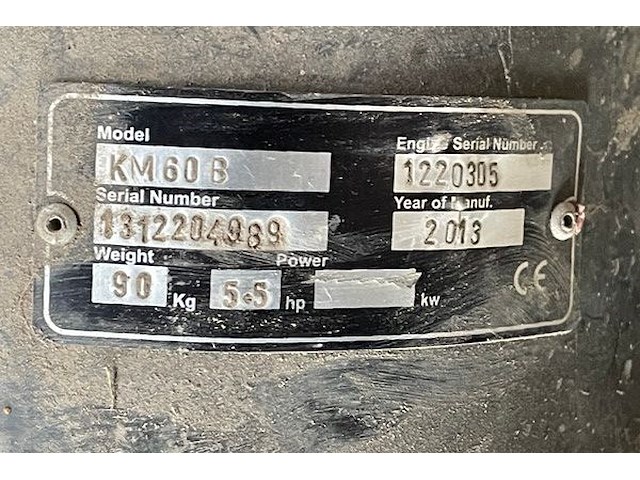 Model
KM60B
Engine Serial Number
1220305
Serial Number
1312204989
Year of Manuf.
2013
Weight
90 Kg
Power
5.5 hp
kw
CE